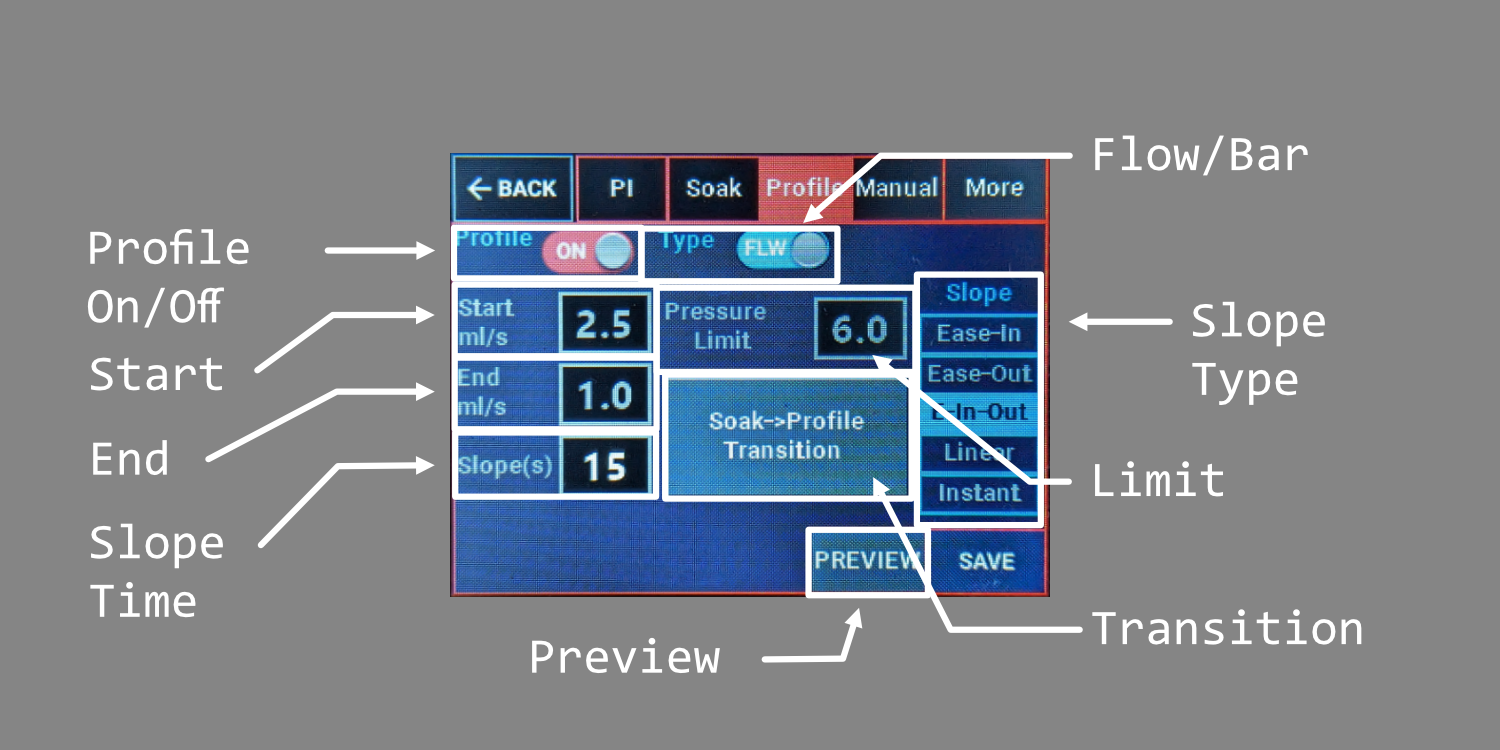 Flow/Bar
← BACK
PI
Soak
Profile
Manual
More
Profile
On/Off
Profile
ON
Type
FLW
Slope
Type
Start
Start
ml/s
2.5
Pressure
Limit
6.0
Slope
Ease-In
Ease-Out
E-In-Out
Linear
Instant
End
End
ml/s
1.0
Soak->Profile
Transition
Limit
Slope
Time
Slope(s)
15
PREVIEW
SAVE
Preview
Transition